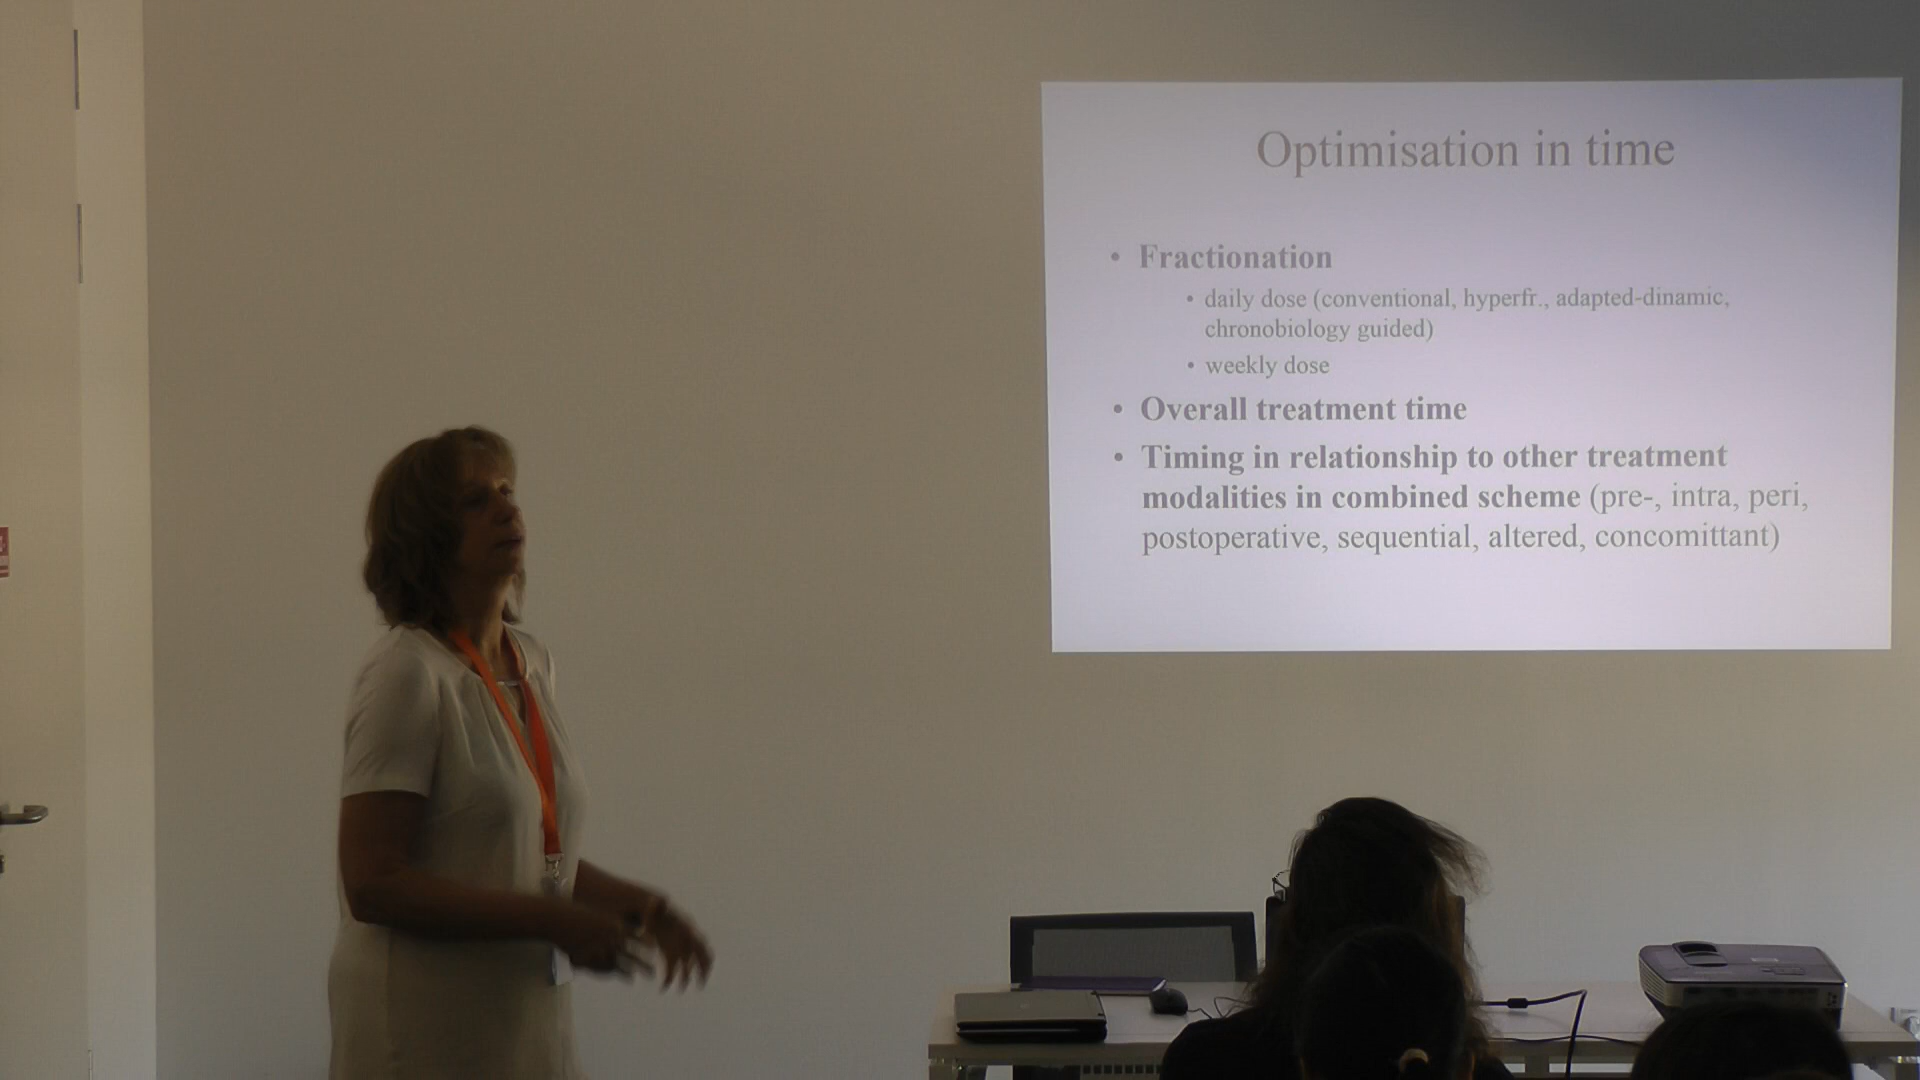 Optimisation in time
• Fractionation
• daily dose (conventional, hyperfr., adapted-dinamic,
chronobiology guided)
• weekly dose
• Overall treatment time
• Timing in relationship to other treatment
modalities in combined scheme (pre-, intra, peri,
postoperative, sequential, altered, concomittant)